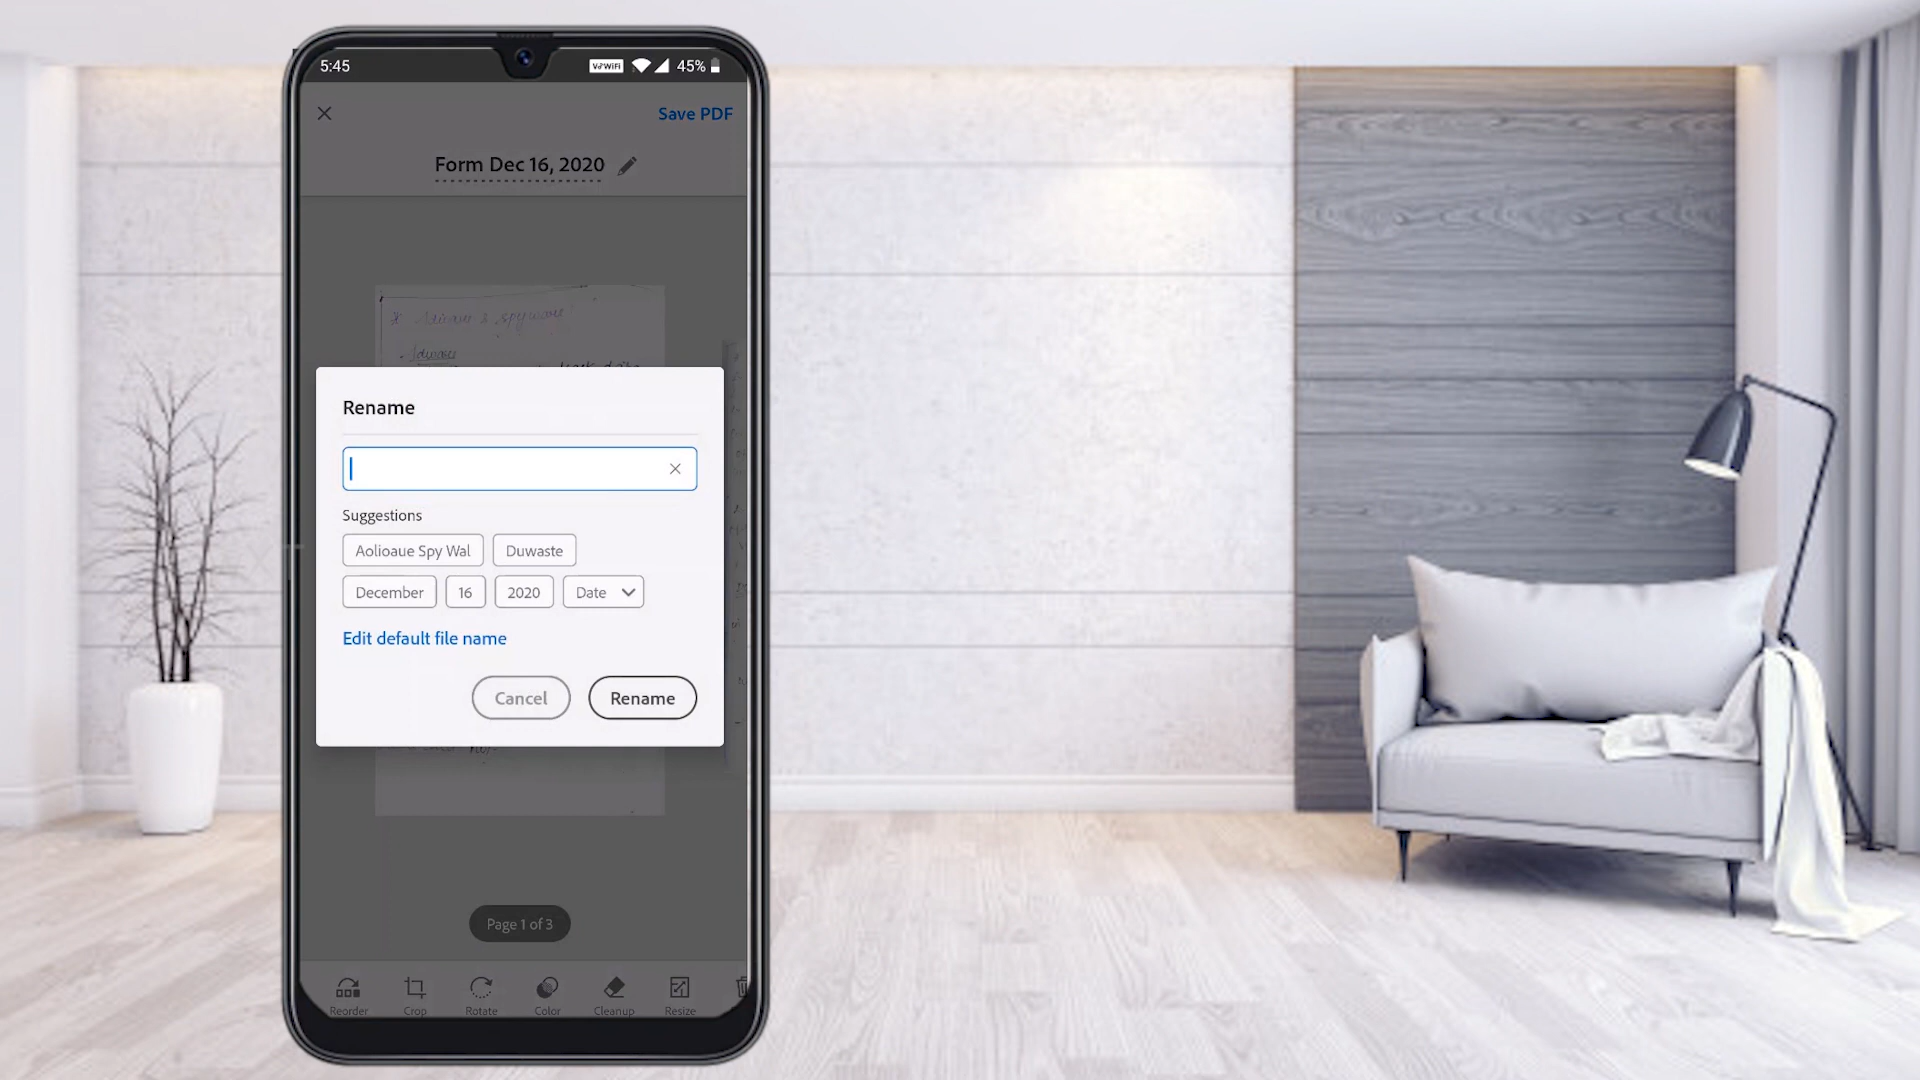 5:45 VoWiFi 45%
Save PDF
Form Dec 16, 2020
& spyware
Rename
Suggestions
Aolioaue Spy Wal Duwaste
December 16 2020 Date
Edit default file name
Cancel Rename
Page 1 of 3
Reorder Crop Rotate Color Cleanup Resize